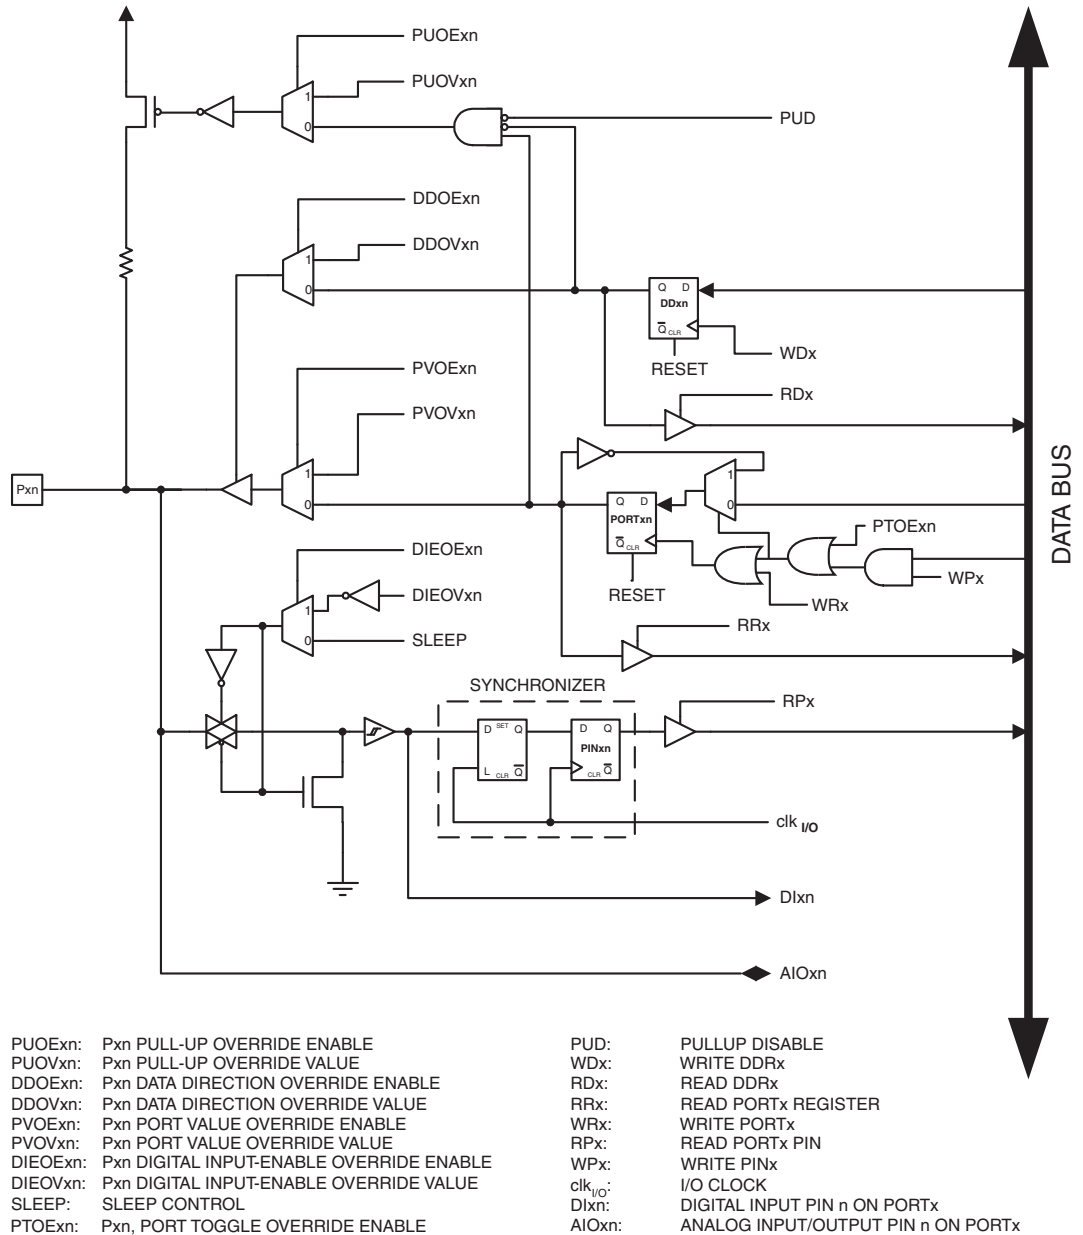 PUOExn
PUOVxn
1
0
PUD
DDOExn
DDOVxn
1
0
Q D
DDxn
Q CLR
WDx
RESET
RDx
PVOExn
PVOVxn
1
0
Pxn
1
0
Q D
PORTxn
Q CLR
RESET
PTOExn
WPx
WRx
RRx
DATA BUS
DIEOExn
DIEOVxn
1
0
SLEEP
SYNCHRONIZER
D SET Q
L CLR Q
D Q
PINxn
CLR Q
RPx
clk I/O
DIxn
AIOxn
PUOExn: Pxn PULL-UP OVERRIDE ENABLE
PUOVxn: Pxn PULL-UP OVERRIDE VALUE
DDOExn: Pxn DATA DIRECTION OVERRIDE ENABLE
DDOVxn: Pxn DATA DIRECTION OVERRIDE VALUE
PVOExn: Pxn PORT VALUE OVERRIDE ENABLE
PVOVxn: Pxn PORT VALUE OVERRIDE VALUE
DIEOExn: Pxn DIGITAL INPUT-ENABLE OVERRIDE ENABLE
DIEOVxn: Pxn DIGITAL INPUT-ENABLE OVERRIDE VALUE
SLEEP: SLEEP CONTROL
PTOExn: Pxn, PORT TOGGLE OVERRIDE ENABLE
PUD: PULLUP DISABLE
WDx: WRITE DDRx
RDx: READ DDRx
RRx: READ PORTx REGISTER
WRx: WRITE PORTx
RPx: READ PORTx PIN
WPx: WRITE PINx
clkI/O: I/O CLOCK
DIxn: DIGITAL INPUT PIN n ON PORTx
AIOxn: ANALOG INPUT/OUTPUT PIN n ON PORTx